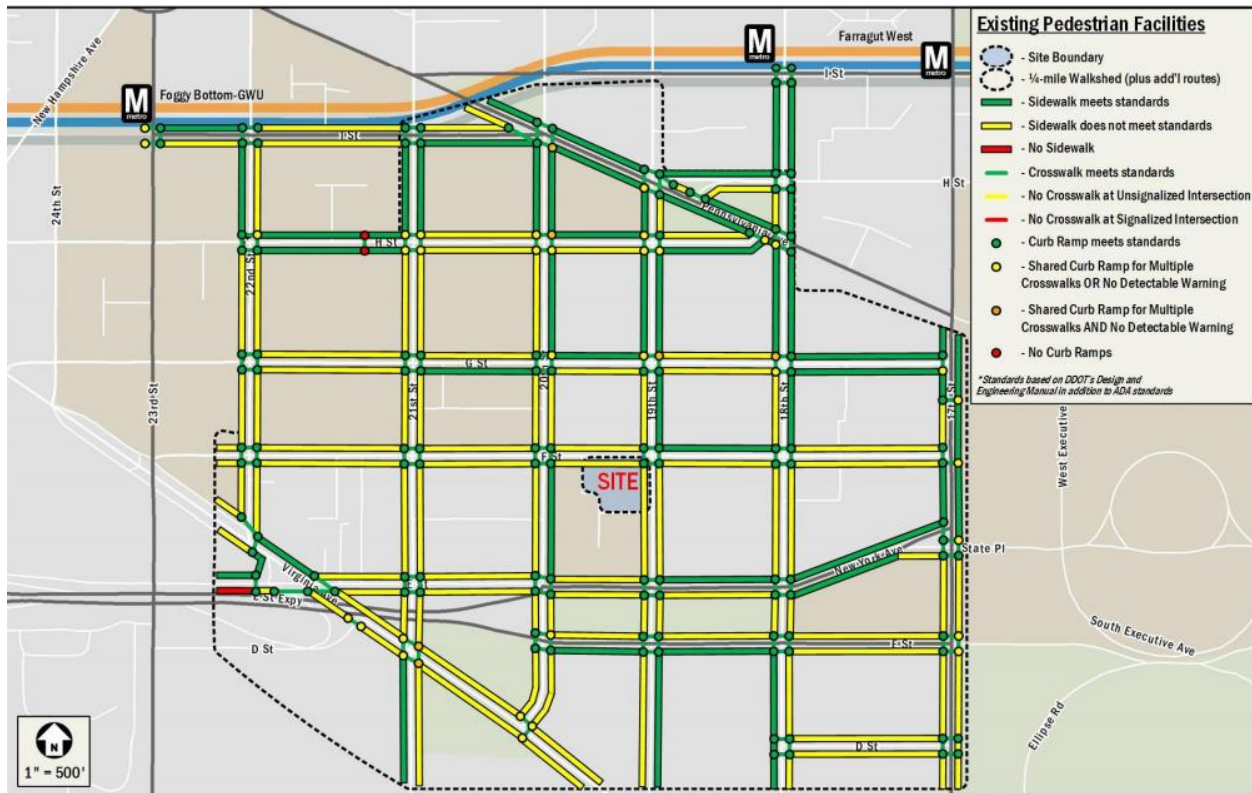 Existing Pedestrian Facilities
- Site Boundary
- ¼-mile Walkshed (plus add'l routes)
- Sidewalk meets standards
- Sidewalk does not meet standards
- No Sidewalk
- Crosswalk meets standards
- No Crosswalk at Unsignalized Intersection
- No Crosswalk at Signalized Intersection
- Curb Ramp meets standards
- Shared Curb Ramp for Multiple
Crosswalks OR No Detectable Warning
- Shared Curb Ramp for Multiple
Crosswalks AND No Detectable Warning
- No Curb Ramps
*Standards based on DDOT's Design and
Engineering Manual in addition to ADA standards
M
metro
Farragut West
M
metro
I St
New Hampshire Ave
M
metro
Foggy Bottom-GWU
I St
24th St
H St
Pennsylvania Ave
H St
22nd St
G St
23rd St
21st St
20th St
19th St
18th St
17th St
West Executive
F St
SITE
State Pl
New York Ave
Virginia Ave
E St
E St Expy
South Executive Ave
D St
E St
Ellipse Rd
D St
N
1" = 500'